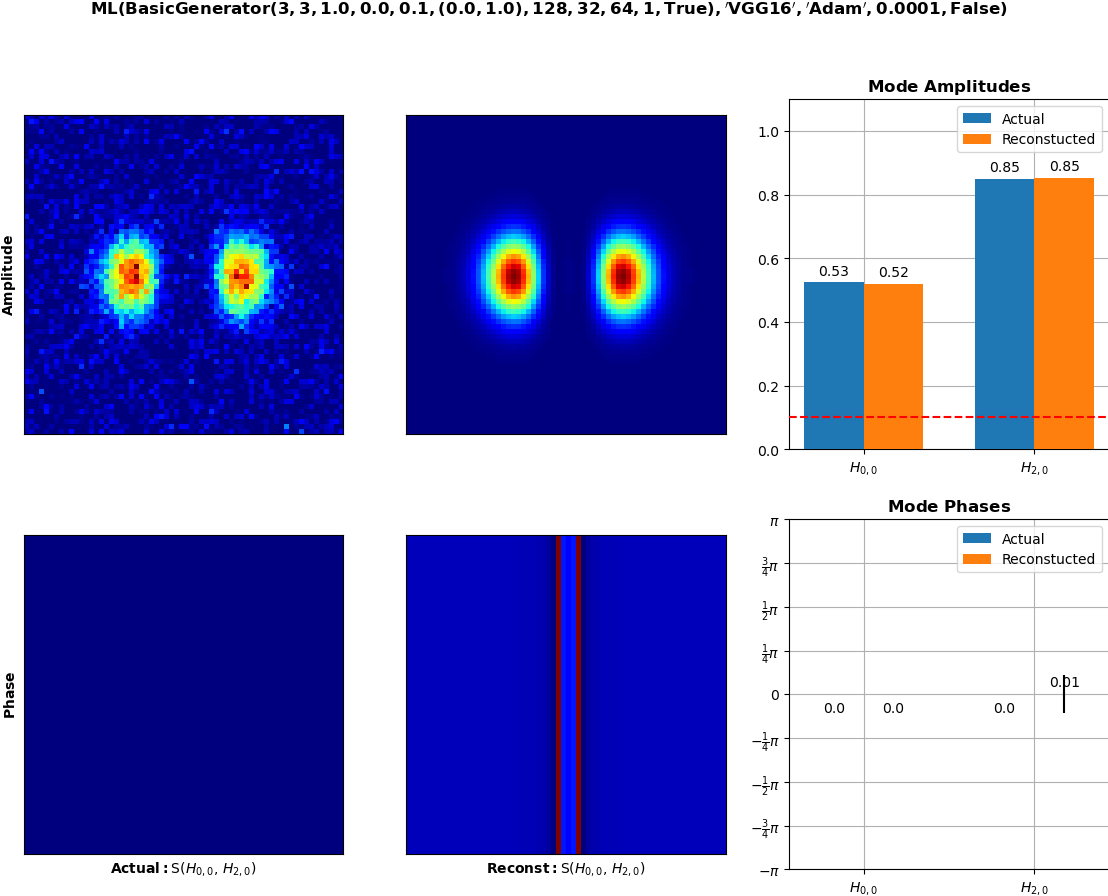 ML(BasicGenerator(3, 3, 1.0, 0.0, 0.1, (0.0, 1.0), 128, 32, 64, 1, True), ′VGG16′, ′Adam′, 0.0001, False)
Amplitude
Mode Amplitudes
Actual
Reconstucted
1.0
0.8
0.6
0.4
0.2
0.0
0.53
0.52
0.85
0.85
H0,0
H2,0
Phase
Actual: S(H0,0, H2,0)
Reconst: S(H0,0, H2,0)
Mode Phases
Actual
Reconstucted
π
3/4π
1/2π
1/4π
0
−1/4π
−1/2π
−3/4π
−π
0.0
0.0
0.0
0.01
H0,0
H2,0